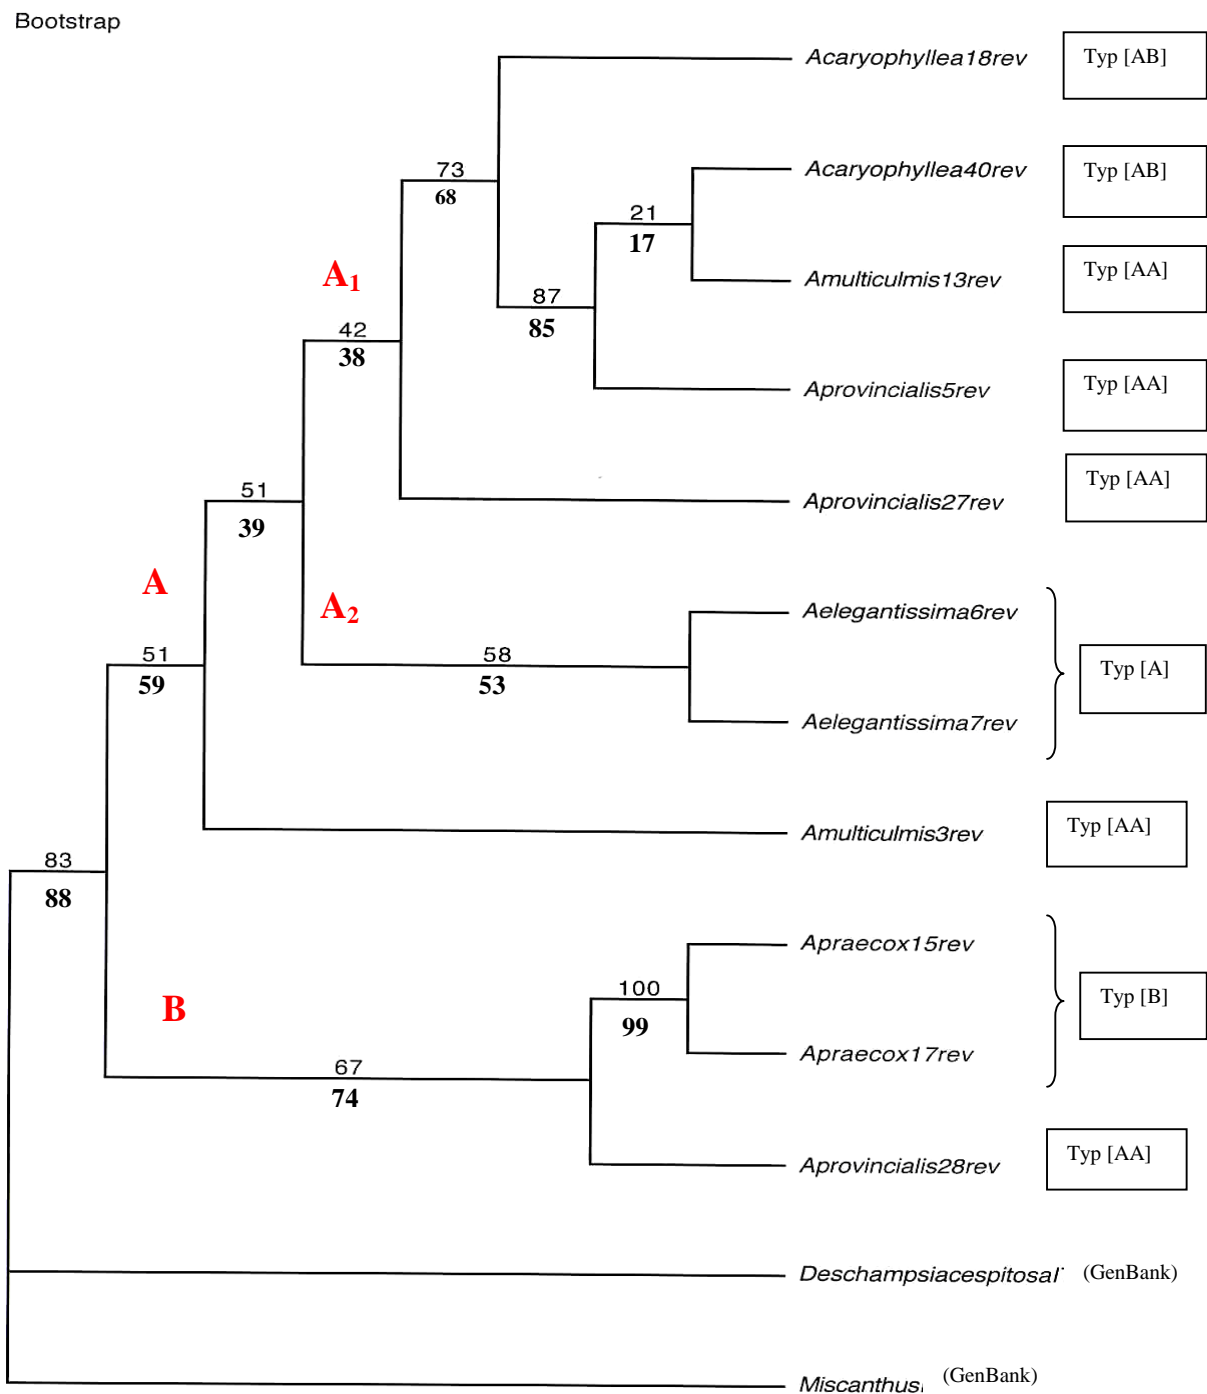 Bootstrap
Acaryophyllea18rev Typ [AB]
73
68
Acaryophyllea40rev Typ [AB]
21
17
A1
Amulticulmis13rev Typ [AA]
87
85
42
38
Aprovincialis5rev Typ [AA]
51
39
Aprovincialis27rev Typ [AA]
A
A2
Aelegantissima6rev
58
53
Typ [A]
51
59
Aelegantissima7rev
Amulticulmis3rev Typ [AA]
83
88
Apraecox15rev
100
99
Typ [B]
B
Apraecox17rev
67
74
Aprovincialis28rev Typ [AA]
Deschampsiacespitosa (GenBank)
Miscanthus (GenBank)